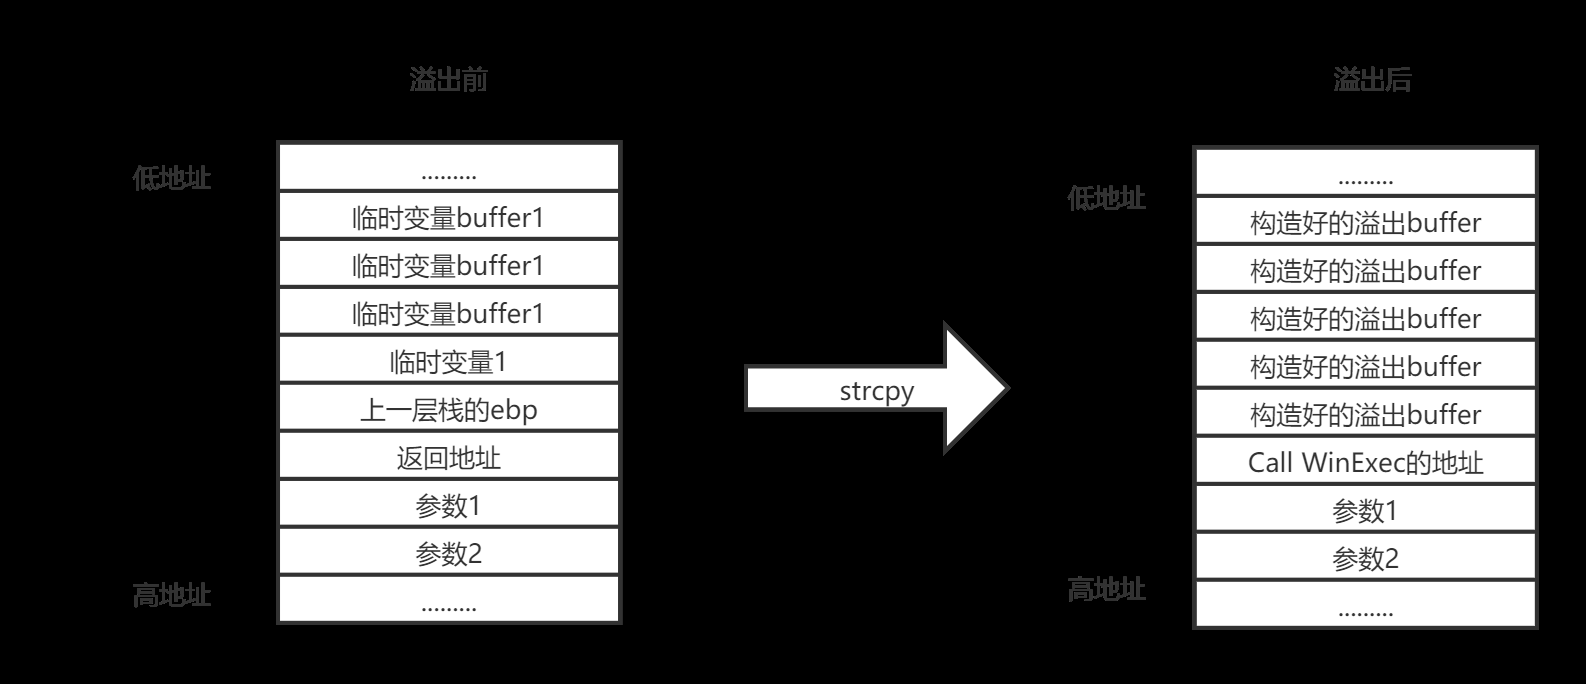 溢出前
低地址
………
临时变量buffer1
临时变量buffer1
临时变量buffer1
临时变量1
上一层栈的ebp
返回地址
参数1
参数2
………
高地址
strcpy
溢出后
低地址
………
构造好的溢出buffer
构造好的溢出buffer
构造好的溢出buffer
构造好的溢出buffer
构造好的溢出buffer
Call WinExec的地址
参数1
参数2
………
高地址